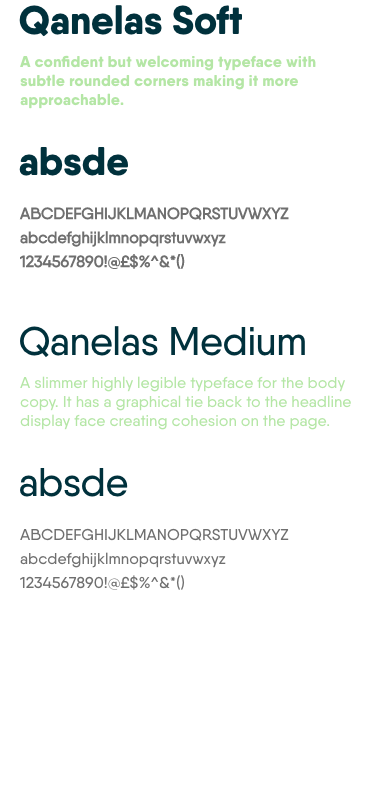 Qanelas Soft
A confident but welcoming typeface with
subtle rounded corners making it more
approachable.
absde
ABCDEFGHIJKLMANOPQRSTUVWXYZ
abcdefghijklmnopqrstuvwxyz
1234567890!@£$%^&*()
Qanelas Medium
A slimmer highly legible typeface for the body
copy. It has a graphical tie back to the headline
display face creating cohesion on the page.
absde
ABCDEFGHIJKLMANOPQRSTUVWXYZ
abcdefghijklmnopqrstuvwxyz
1234567890!@£$%^&*()